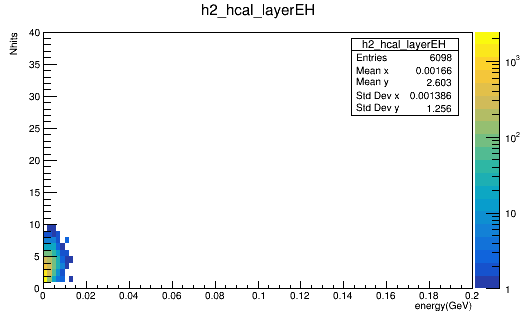 h2_hcal_layerEH
Nhits
h2_hcal_layerEH
Entries 6098
Mean x 0.00166
Mean y 2.603
Std Dev x 0.001386
Std Dev y 1.256
40
35
30
25
20
15
10
5
0
0 0.02 0.04 0.06 0.08 0.1 0.12 0.14 0.16 0.18 0.2
energy(GeV)
10³
10²
10
1